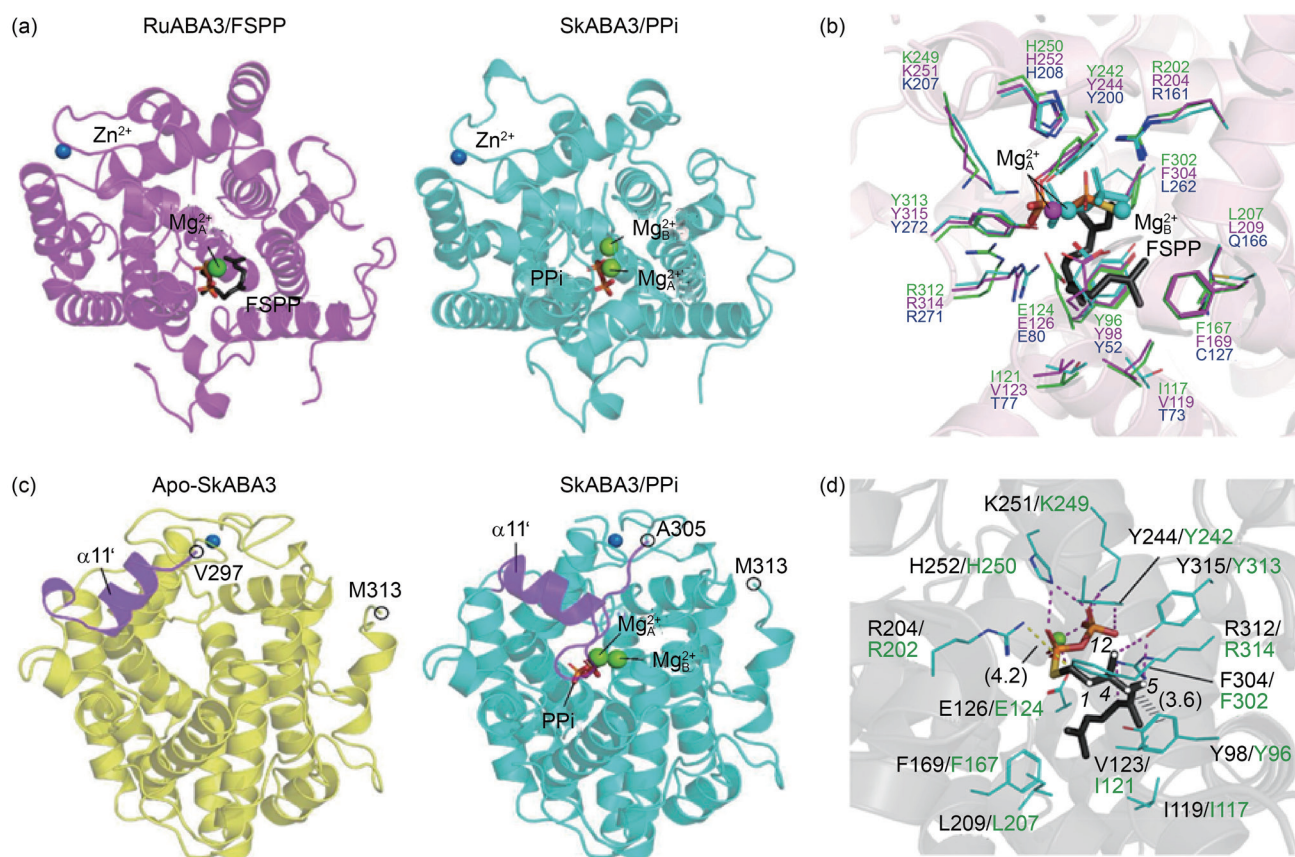 (a)
RuABA3/FSPP
SkABA3/PPi
Zn²⁺
Mg²⁺A
FSPP
Zn²⁺
Mg²⁺B
PPi
Mg²⁺A
(b)
K249
K251
K207
H250
H252
H208
Y242
Y244
Y200
R202
R204
R161
Mg²⁺A
F302
F304
L262
Y313
Y315
Y272
Mg²⁺B
FSPP
L207
L209
Q166
R312
R314
R271
E124
E126
E80
Y96
Y98
Y52
F167
F169
C127
I121
V123
T77
I117
V119
T73
(c)
Apo-SkABA3
SkABA3/PPi
α11‘
V297
M313
α11‘
A305
M313
Mg²⁺A
Mg²⁺B
PPi
(d)
K251/K249
Y244/Y242
H252/H250
Y315/Y313
R204/
R202
R312/
R314
12
(4.2)
1
4
5
(3.6)
F304/
F302
E126/E124
F169/F167
V123/
I121
Y98/Y96
L209/L207
I119/I117